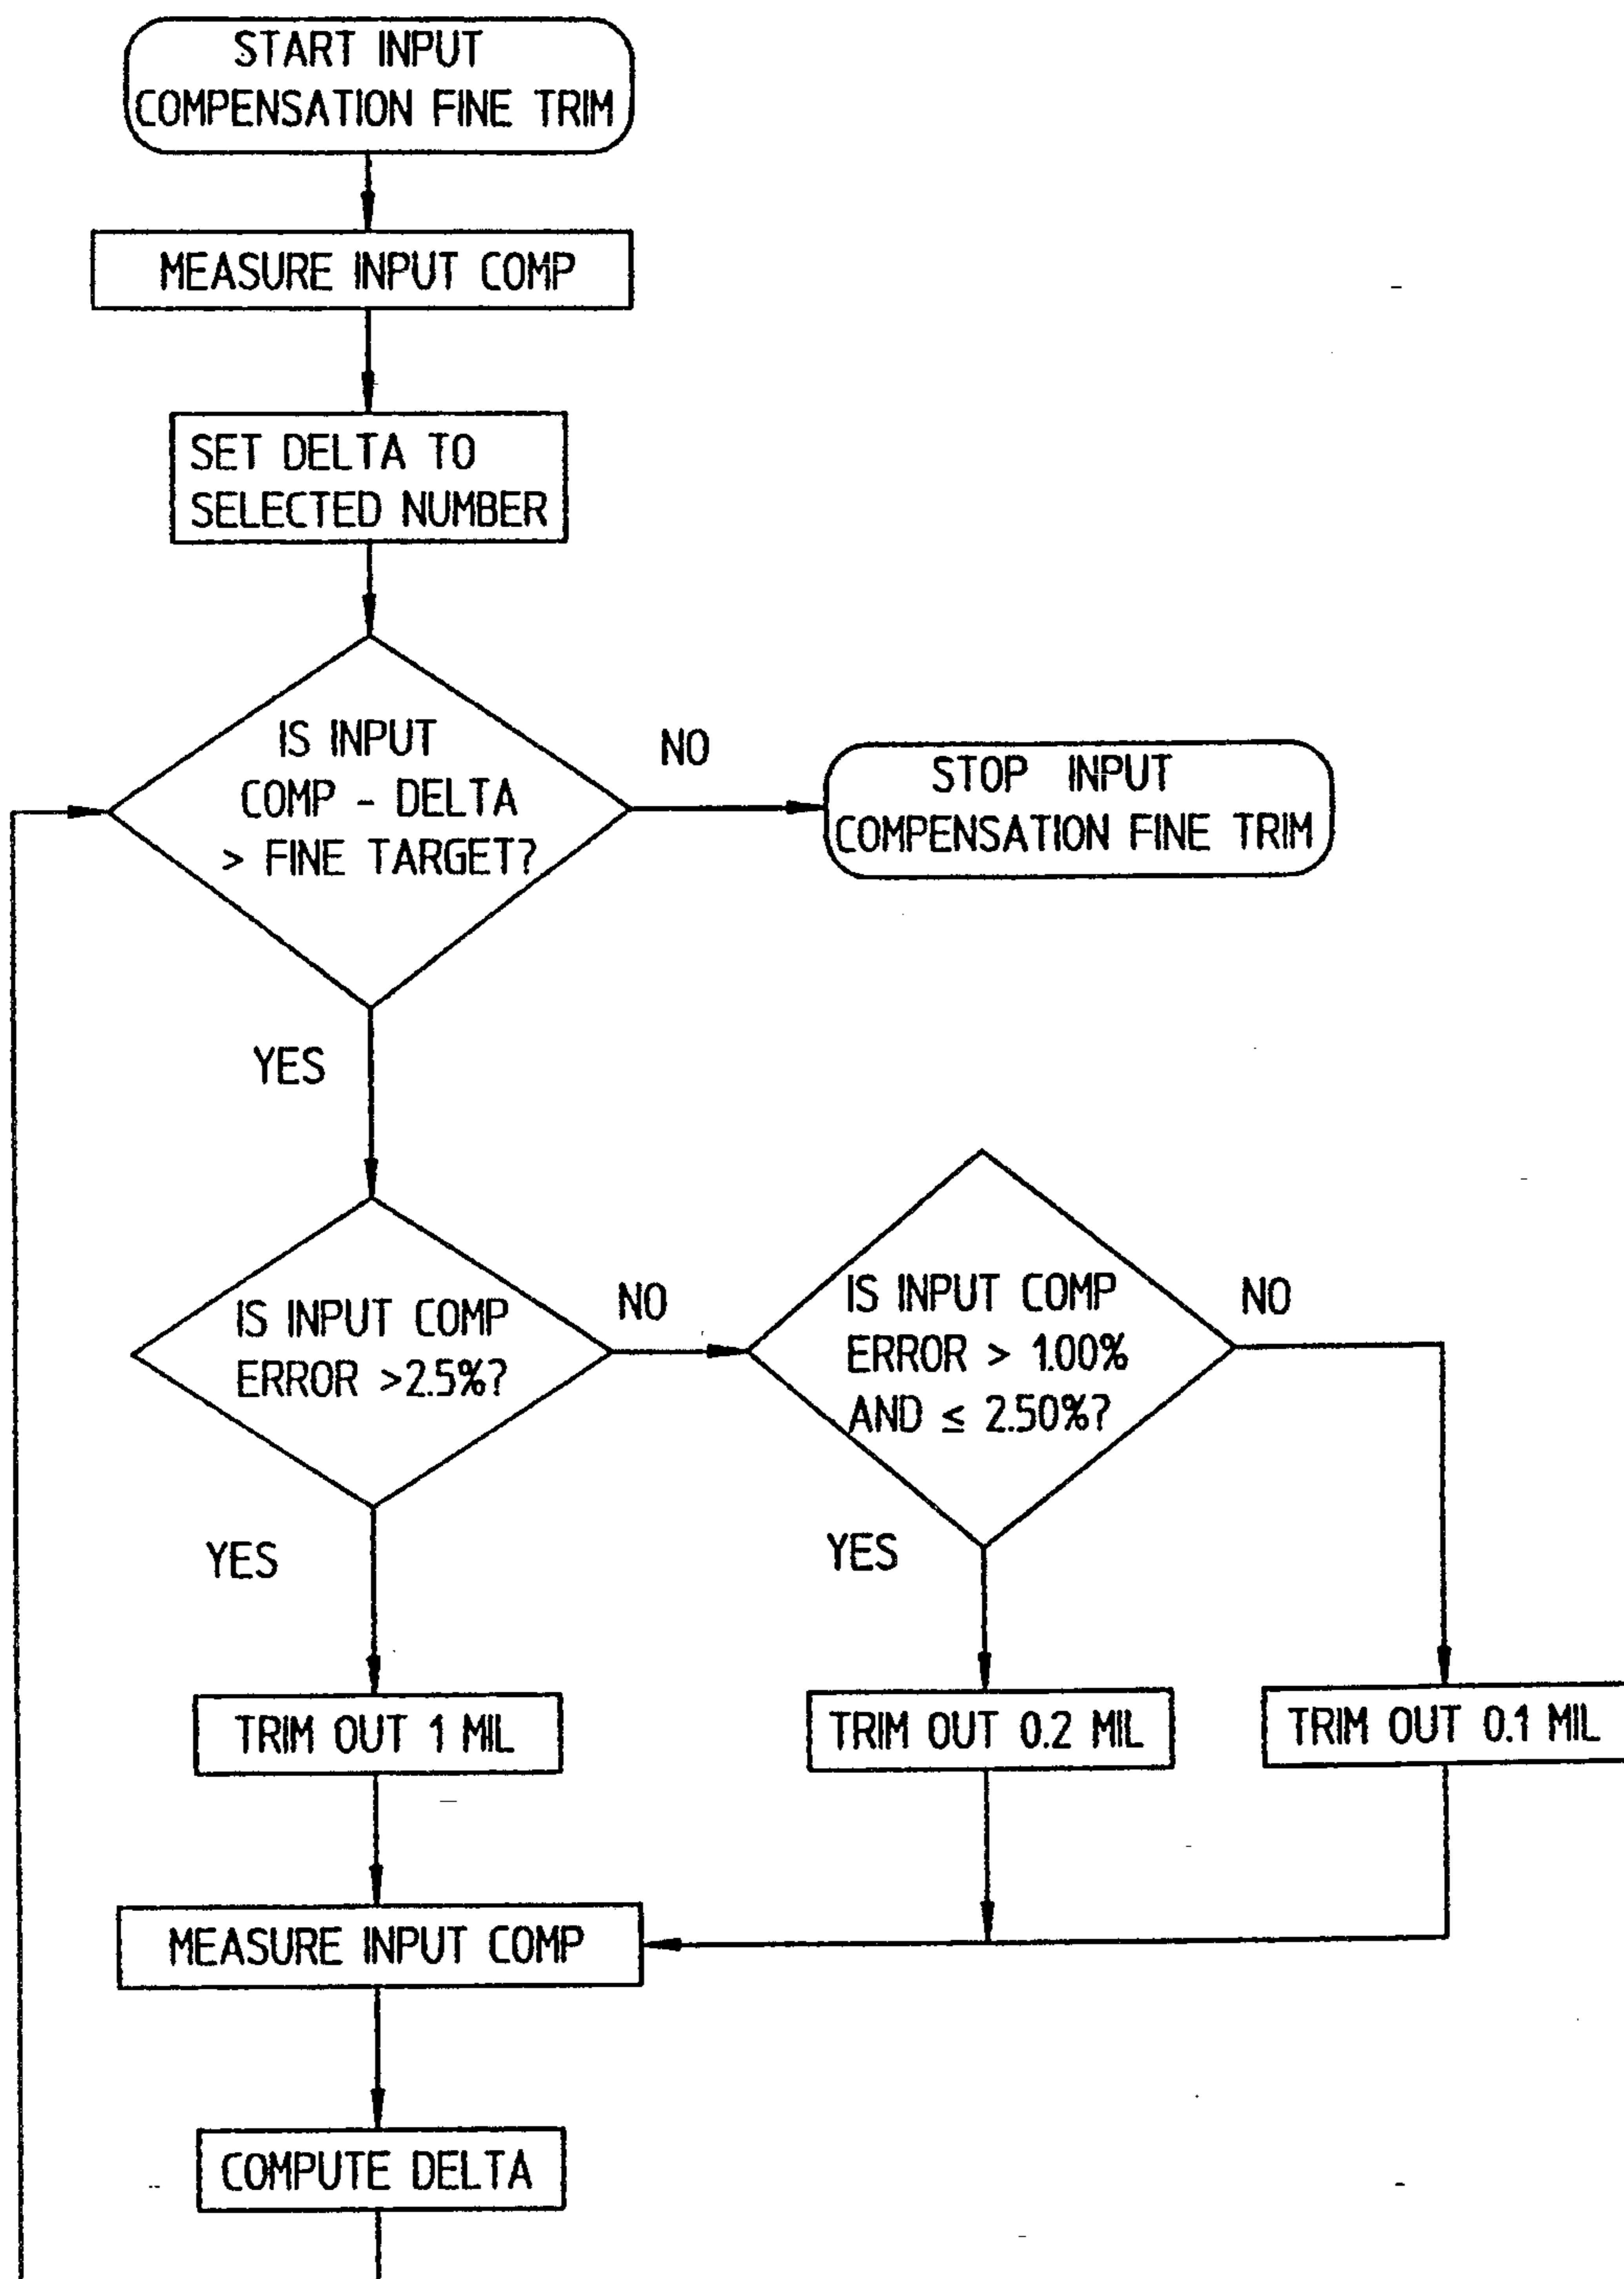 START INPUT
COMPENSATION FINE TRIM
MEASURE INPUT COMP
SET DELTA TO
SELECTED NUMBER
IS INPUT
COMP - DELTA
> FINE TARGET?
NO
STOP INPUT
COMPENSATION FINE TRIM
YES
IS INPUT COMP
ERROR >2.5%?
NO
IS INPUT COMP
ERROR > 1.00%
AND ≤ 2.50%?
NO
YES
YES
TRIM OUT 1 MIL
TRIM OUT 0.2 MIL
TRIM OUT 0.1 MIL
MEASURE INPUT COMP
COMPUTE DELTA